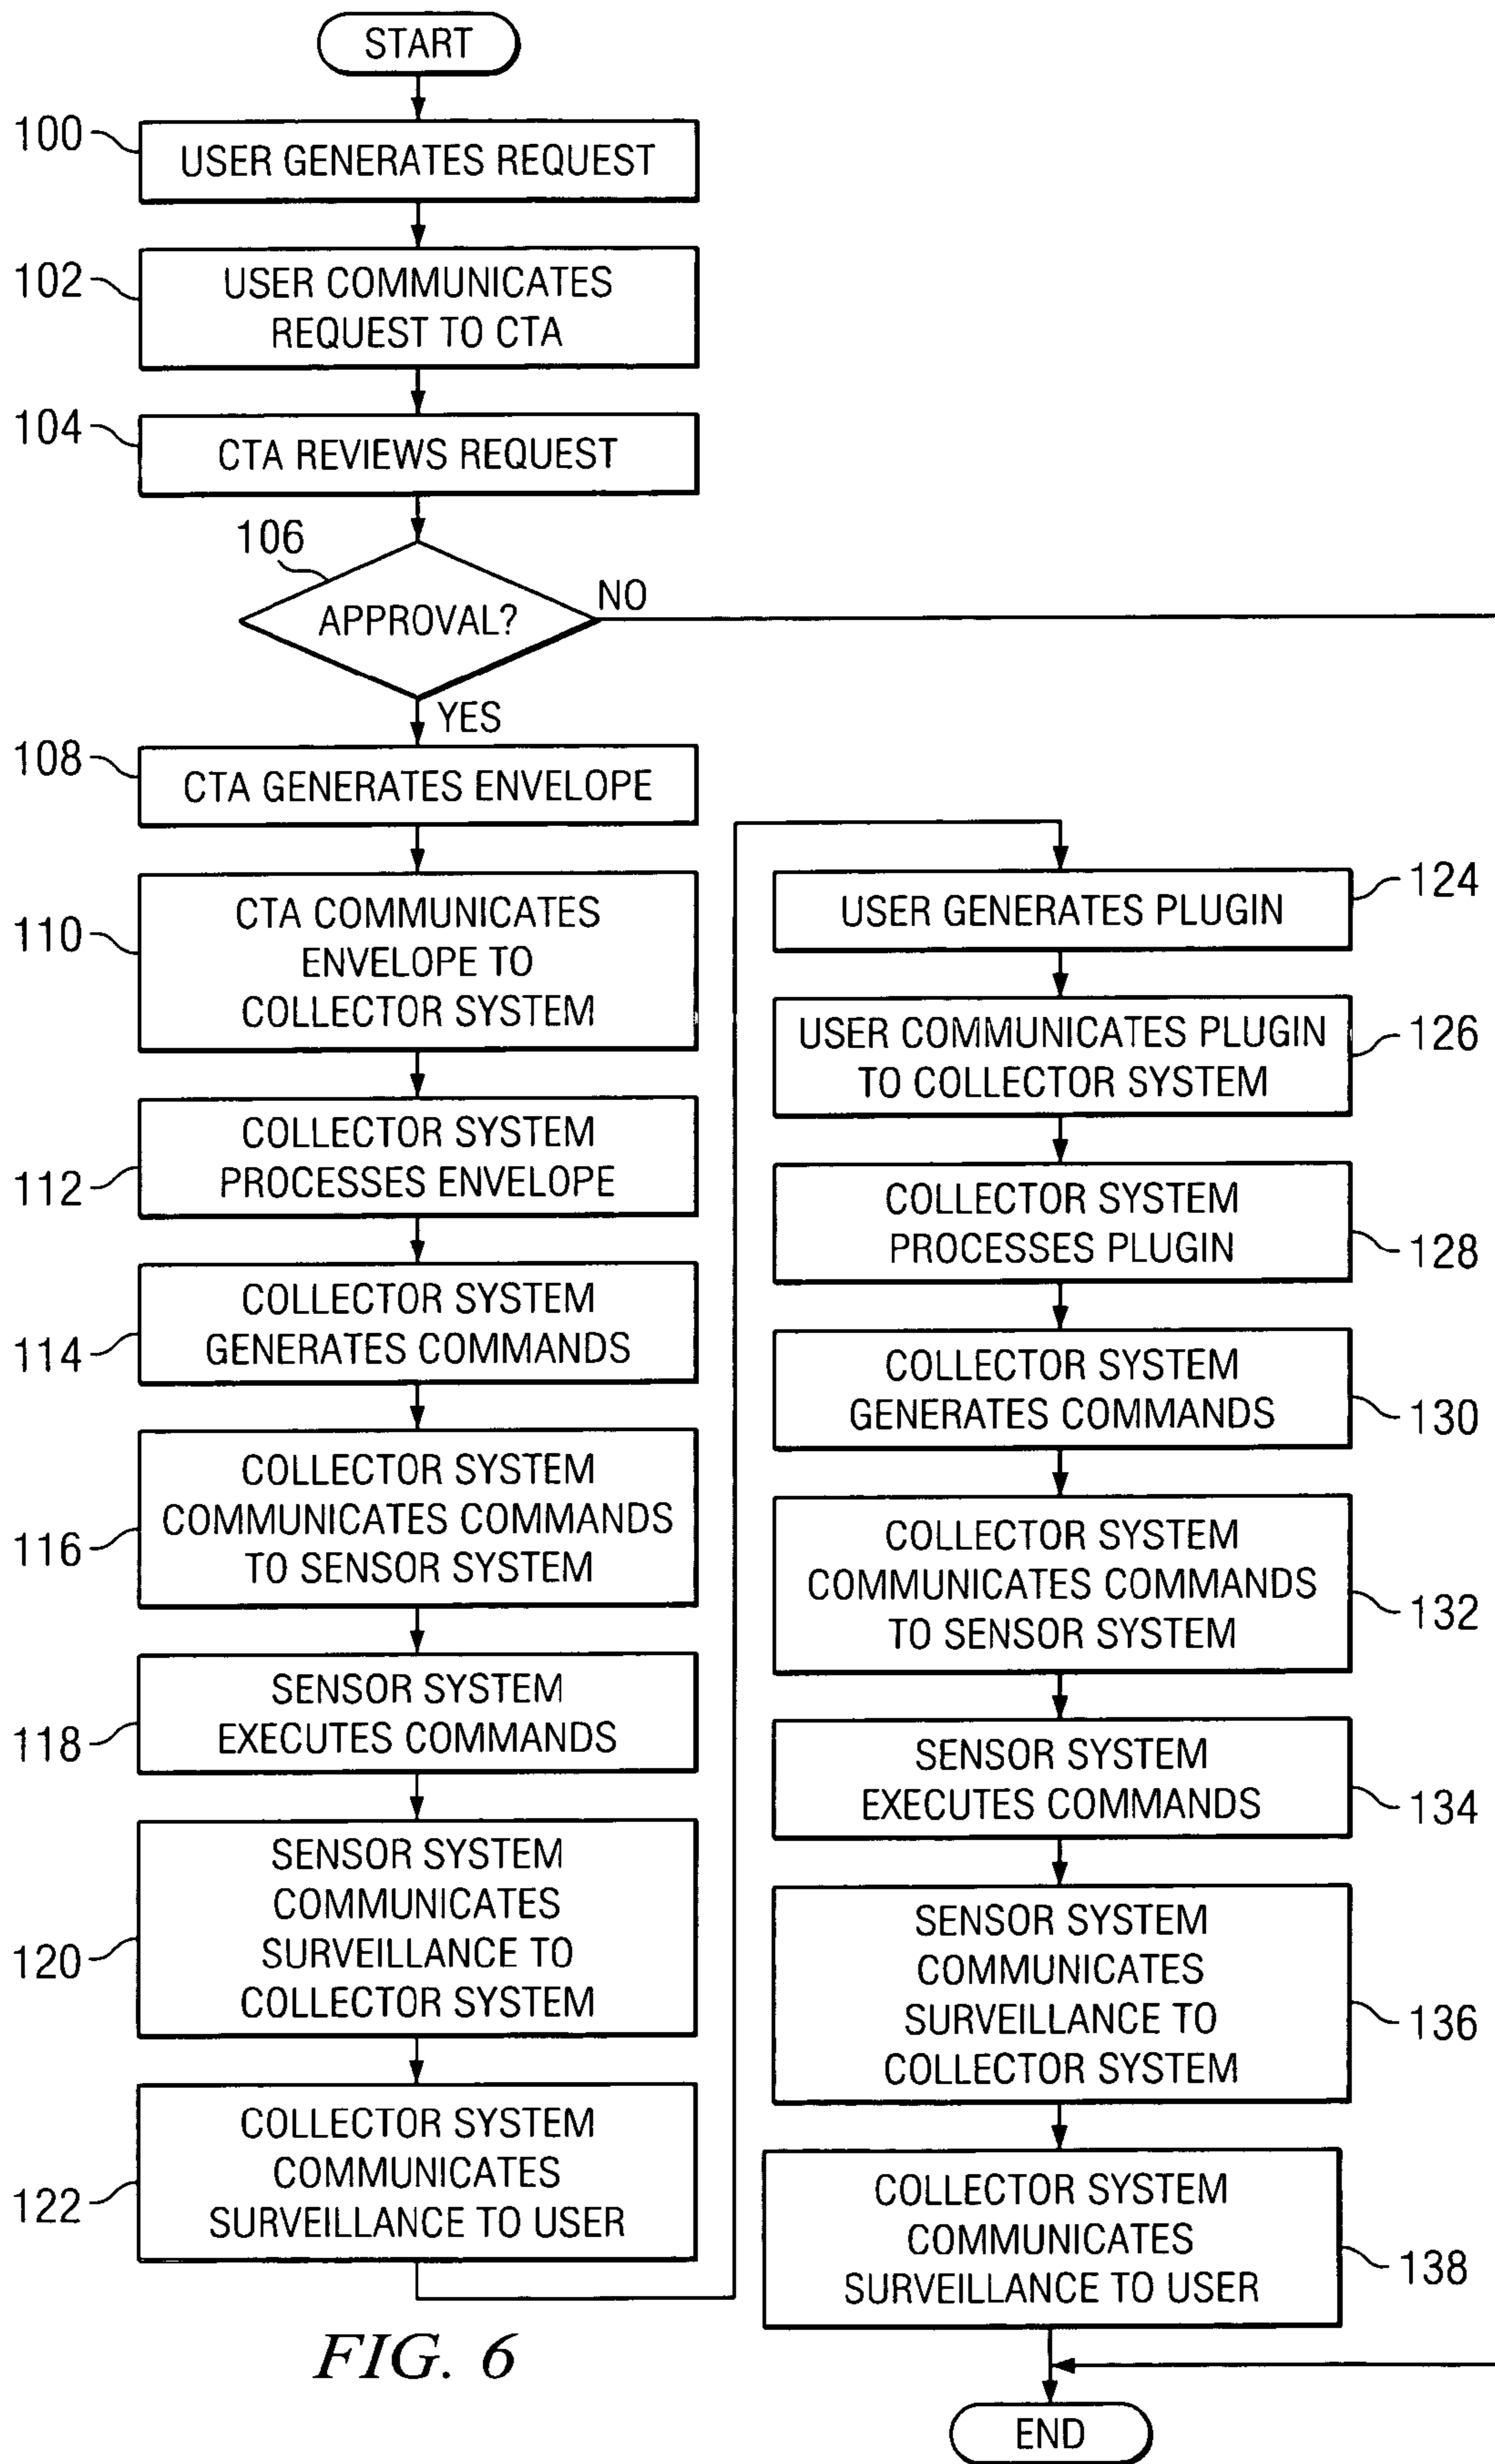 START
100
USER GENERATES REQUEST
102
USER COMMUNICATES
REQUEST TO CTA
104
CTA REVIEWS REQUEST
106
APPROVAL?
NO
YES
108
CTA GENERATES ENVELOPE
110
CTA COMMUNICATES
ENVELOPE TO
COLLECTOR SYSTEM
112
COLLECTOR SYSTEM
PROCESSES ENVELOPE
114
COLLECTOR SYSTEM
GENERATES COMMANDS
116
COLLECTOR SYSTEM
COMMUNICATES COMMANDS
TO SENSOR SYSTEM
118
SENSOR SYSTEM
EXECUTES COMMANDS
120
SENSOR SYSTEM
COMMUNICATES
SURVEILLANCE TO
COLLECTOR SYSTEM
122
COLLECTOR SYSTEM
COMMUNICATES
SURVEILLANCE TO USER
124
USER GENERATES PLUGIN
126
USER COMMUNICATES PLUGIN
TO COLLECTOR SYSTEM
128
COLLECTOR SYSTEM
PROCESSES PLUGIN
130
COLLECTOR SYSTEM
GENERATES COMMANDS
132
COLLECTOR SYSTEM
COMMUNICATES COMMANDS
TO SENSOR SYSTEM
134
SENSOR SYSTEM
EXECUTES COMMANDS
136
SENSOR SYSTEM
COMMUNICATES
SURVEILLANCE TO
COLLECTOR SYSTEM
138
COLLECTOR SYSTEM
COMMUNICATES
SURVEILLANCE TO USER
END
FIG. 6